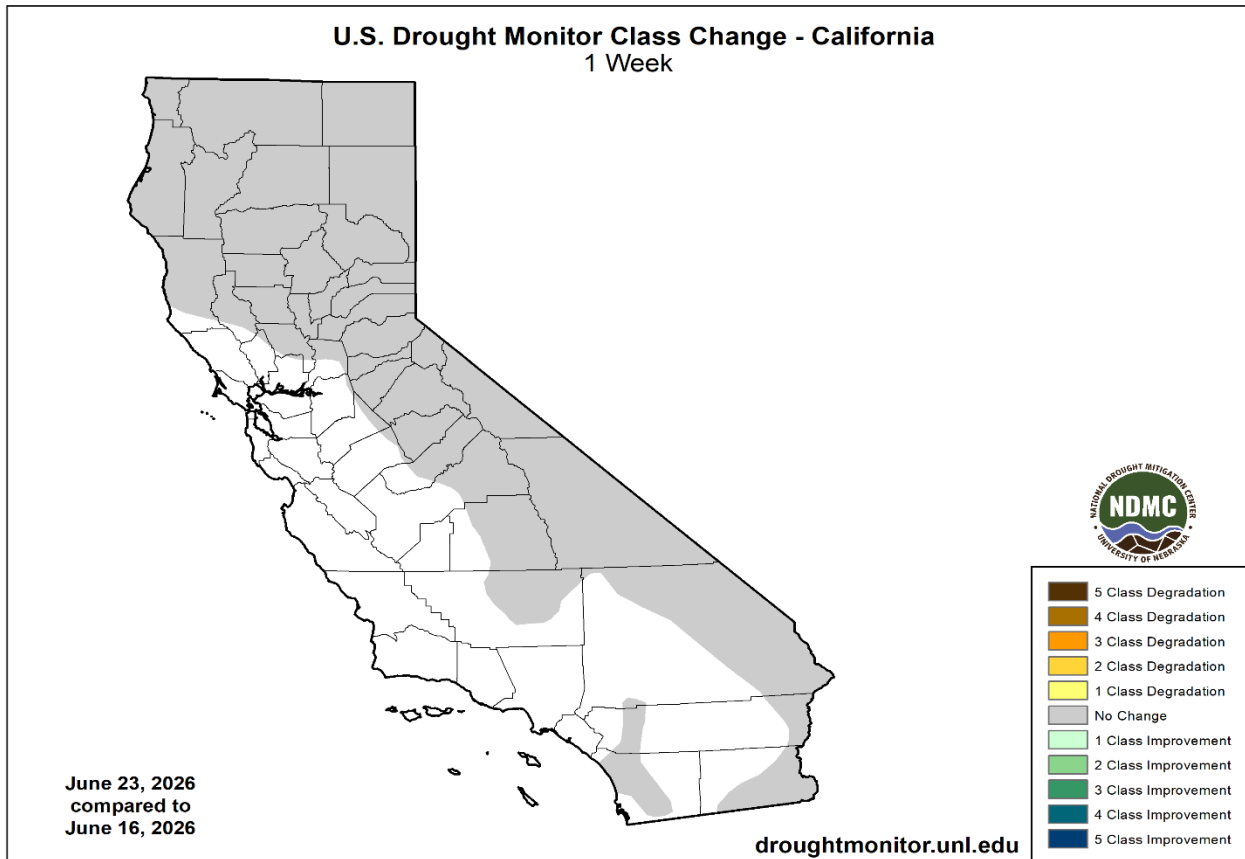 U.S. Drought Monitor Class Change - California
1 Week
NATIONAL DROUGHT MITIGATION CENTER
NDMC
UNIVERSITY OF NEBRASKA
5 Class Degradation
4 Class Degradation
3 Class Degradation
2 Class Degradation
1 Class Degradation
No Change
1 Class Improvement
2 Class Improvement
3 Class Improvement
4 Class Improvement
5 Class Improvement
June 23, 2026
compared to
June 16, 2026
droughtmonitor.unl.edu